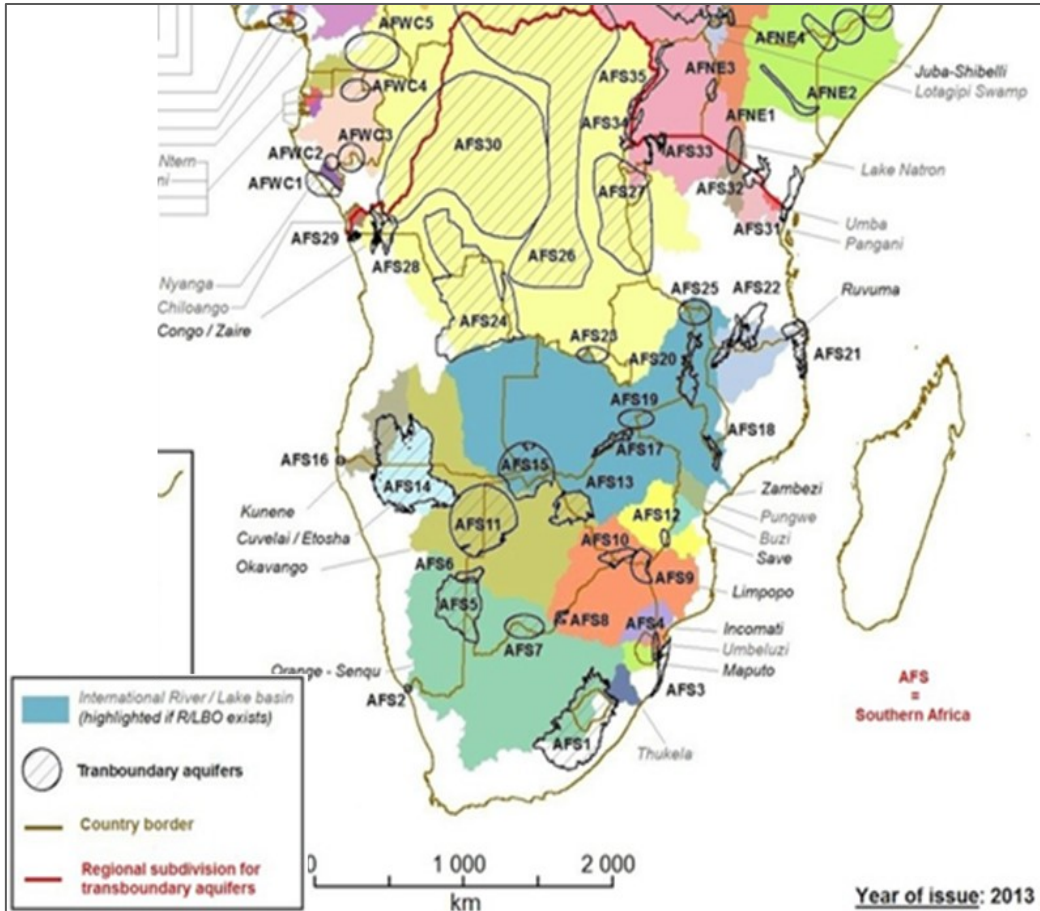 AFWC5
AFNE4
AFWC4
AFS35
AFNE3
Juba-Shibelli
Lotagipi Swamp
AFNE2
AFWC3
AFS30
AFS34
AFNE1
Ntem
ni
AFWC2
AFS33
Lake Natron
AFWC1
AFS27
AFS32
AFS29
AFS31
Umba
Pangani
AFS28
AFS26
Nyanga
Chiloango
Congo / Zaire
AFS25
AFS22
Ruvuma
AFS24
AFS23
AFS20
AFS21
AFS19
AFS18
AFS16
AFS15
AFS17
AFS14
AFS13
Zambezi
Kunene
AFS11
AFS12
Pungwe
Cuvelai / Etosha
Buzi
Okavango
AFS10
Save
AFS6
AFS9
AFS5
Limpopo
AFS8
AFS4
Incomati
AFS7
Umbeluzi
Orange - Senqu
Maputo
AFS2
AFS3
AFS
=
Southern Africa
AFS1
Thukela
International River / Lake basin
(highlighted if R/LBO exists)
Tranboundary aquifers
Country border
Regional subdivision for
transboundary aquifers
0 1 000 2 000
km
Year of issue: 2013